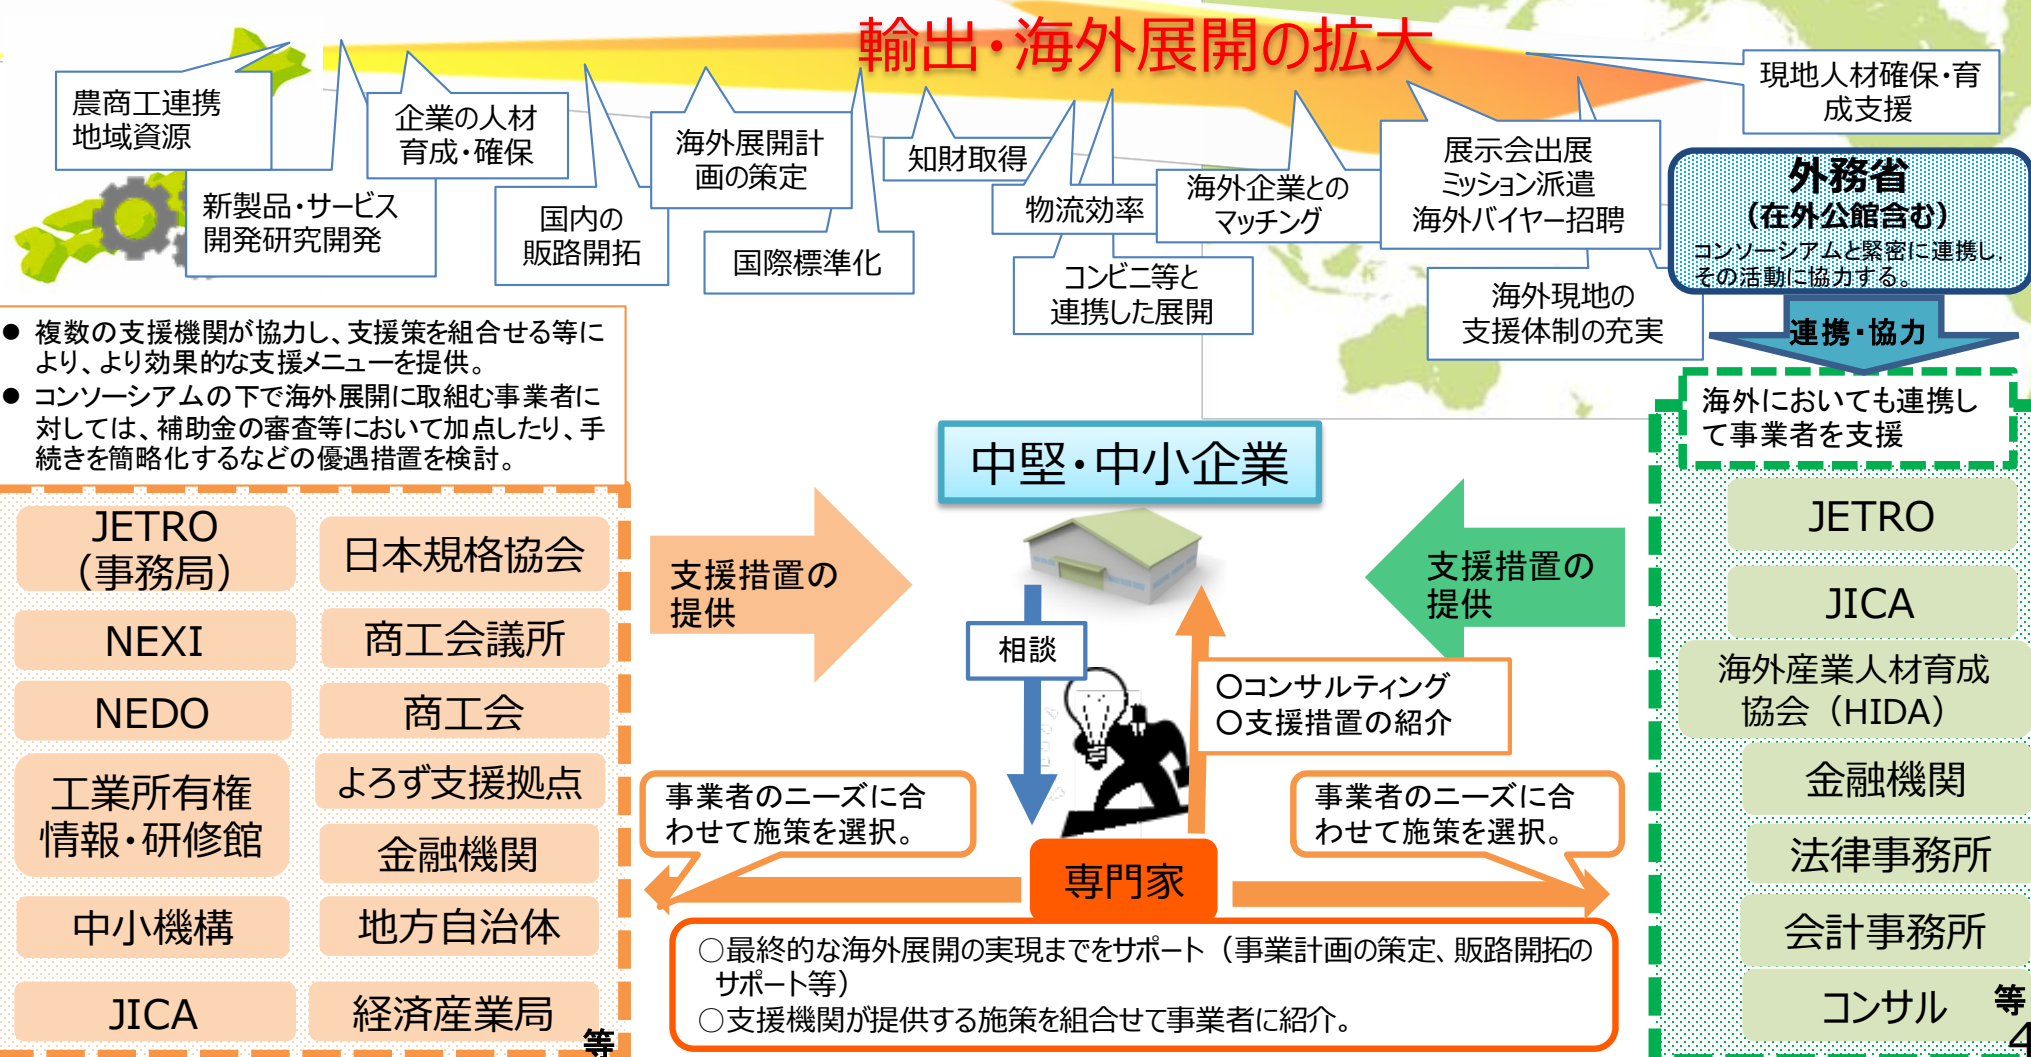 輸出・海外展開の拡大
農商工連携
地域資源
新製品・サービス
開発研究開発
企業の人材
育成・確保
国内の
販路開拓
海外展開計
画の策定
国際標準化
知財取得
物流効率
コンビニ等と
連携した展開
海外企業との
マッチング
展示会出展
ミッション派遣
海外バイヤー招聘
海外現地の
支援体制の充実
現地人材確保・育
成支援
外務省
（在外公館含む）
コンソーシアムと緊密に連携し、
その活動に協力する。
連携・協力
● 複数の支援機関が協力し、支援策を組合せる等に
より、より効果的な支援メニューを提供。
● コンソーシアムの下で海外展開に取組む事業者に
対しては、補助金の審査等において加点したり、手
続きを簡略化するなどの優遇措置を検討。
JETRO
（事務局）
日本規格協会
NEXI
商工会議所
NEDO
商工会
工業所有権
情報・研修館
よろず支援拠点
金融機関
中小機構
地方自治体
JICA
経済産業局
等
支援措置の
提供
中堅・中小企業
相談
○コンサルティング
○支援措置の紹介
支援措置の
提供
事業者のニーズに合
わせて施策を選択。
専門家
事業者のニーズに合
わせて施策を選択。
○最終的な海外展開の実現までをサポート（事業計画の策定、販路開拓の
サポート等）
○支援機関が提供する施策を組合せて事業者に紹介。
海外においても連携し
て事業者を支援
JETRO
JICA
海外産業人材育成
協会（HIDA）
金融機関
法律事務所
会計事務所
コンサル
等
4